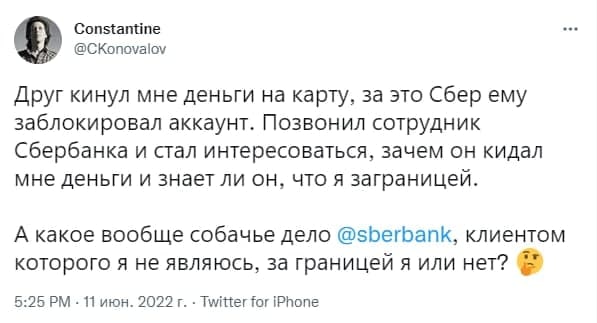 Constantine
@CKonovalov
Друг кинул мне деньги на карту, за это Сбер ему
заблокировал аккаунт. Позвонил сотрудник
Сбербанка и стал интересоваться, зачем он кидал
мне деньги и знает ли он, что я заграницей.
А какое вообще собачье дело @sberbank, клиентом
которого я не являюсь, за границей я или нет? 🤔
5:25 PM · 11 июн. 2022 г. · Twitter for iPhone